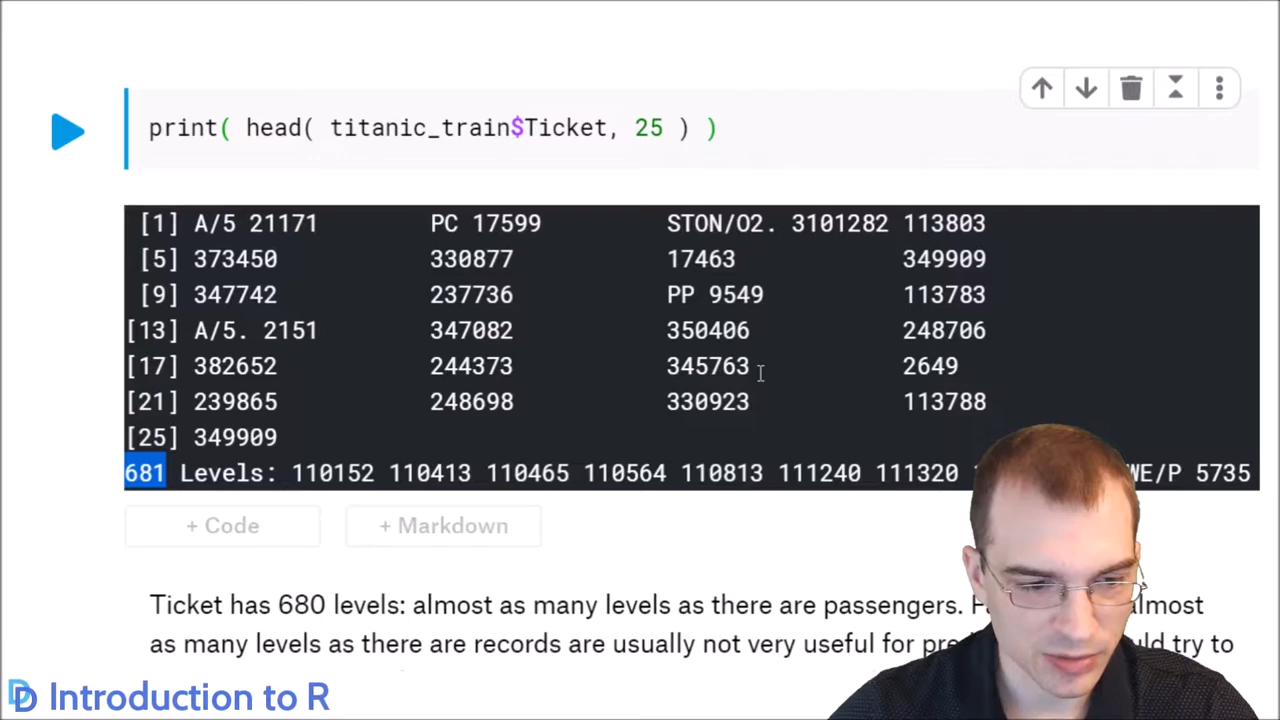 print( head( titanic_train$Ticket, 25 ) )
[1] A/5 21171 PC 17599 STON/O2. 3101282 113803
[5] 373450 330877 17463 349909
[9] 347742 237736 PP 9549 113783
[13] A/5. 2151 347082 350406 248706
[17] 382652 244373 345763 2649
[21] 239865 248698 330923 113788
[25] 349909
681 Levels: 110152 110413 110465 110564 110813 111240 111320 WE/P 5735
+ Code + Markdown
Ticket has 680 levels: almost as many levels as there are passengers. almost
as many levels as there are records are usually not very useful for try to
D Introduction to R